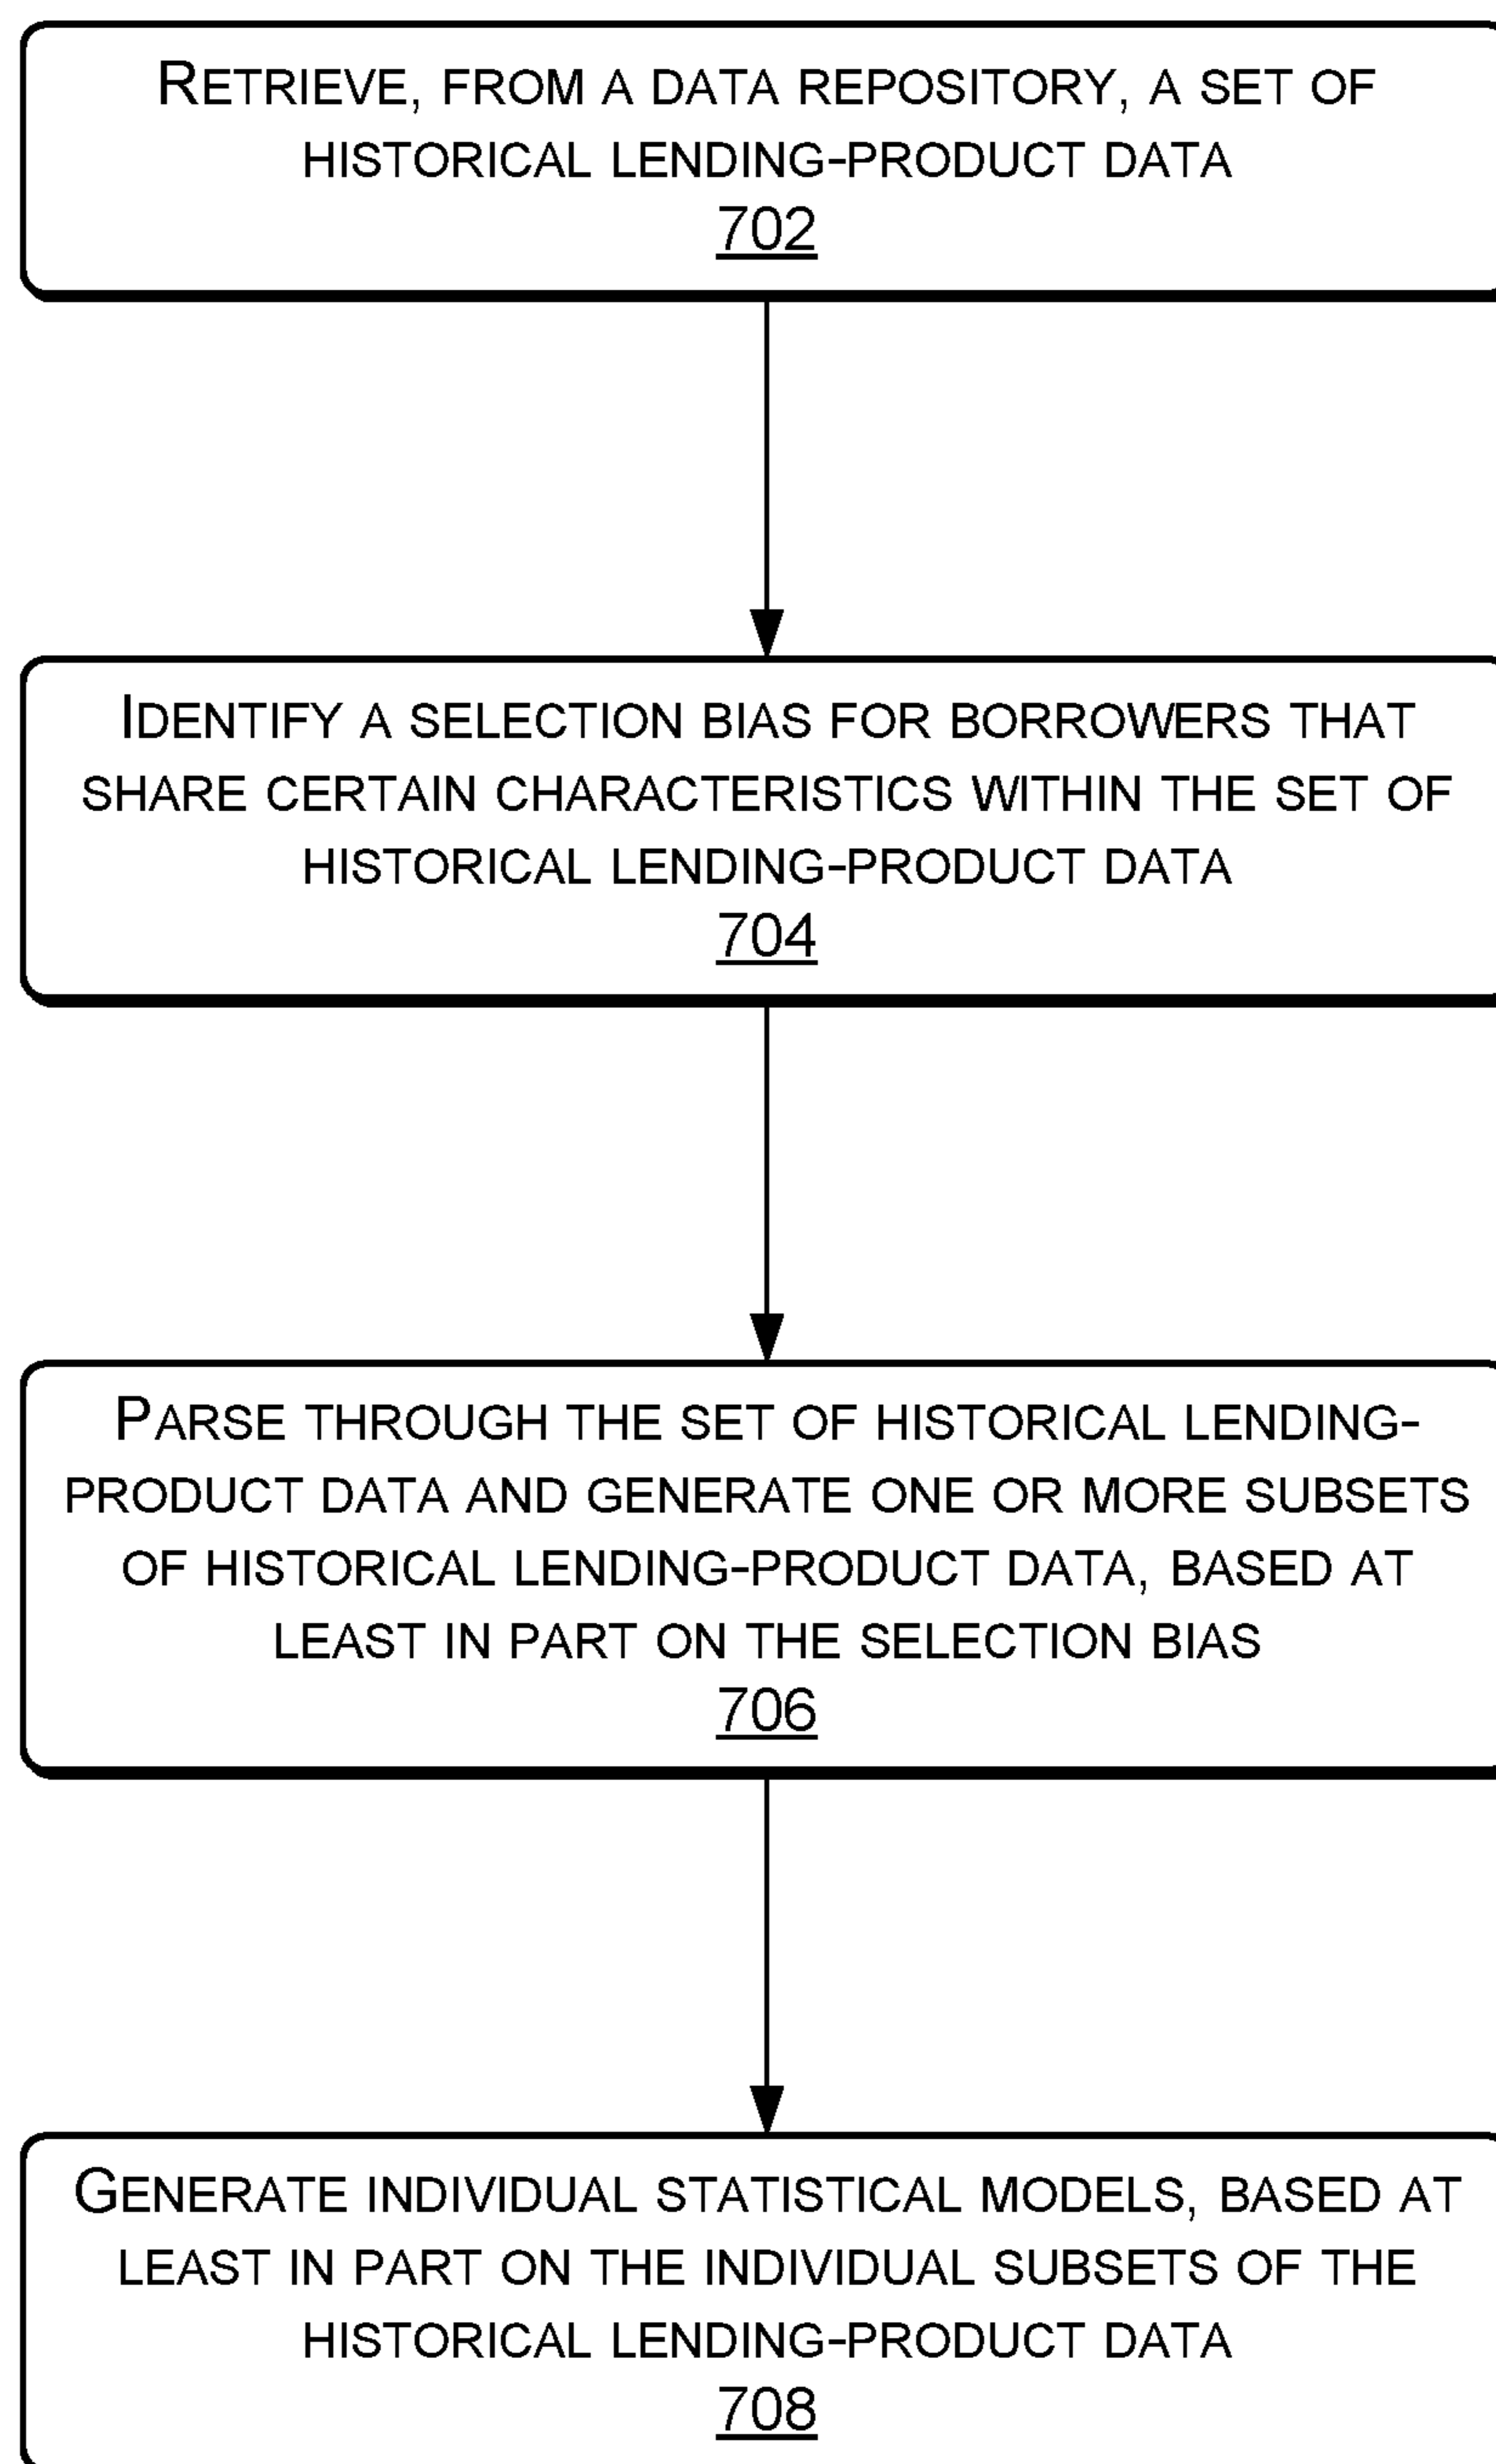 RETRIEVE, FROM A DATA REPOSITORY, A SET OF
HISTORICAL LENDING-PRODUCT DATA
702
IDENTIFY A SELECTION BIAS FOR BORROWERS THAT
SHARE CERTAIN CHARACTERISTICS WITHIN THE SET OF
HISTORICAL LENDING-PRODUCT DATA
704
PARSE THROUGH THE SET OF HISTORICAL LENDING-
PRODUCT DATA AND GENERATE ONE OR MORE SUBSETS
OF HISTORICAL LENDING-PRODUCT DATA, BASED AT
LEAST IN PART ON THE SELECTION BIAS
706
GENERATE INDIVIDUAL STATISTICAL MODELS, BASED AT
LEAST IN PART ON THE INDIVIDUAL SUBSETS OF THE
HISTORICAL LENDING-PRODUCT DATA
708